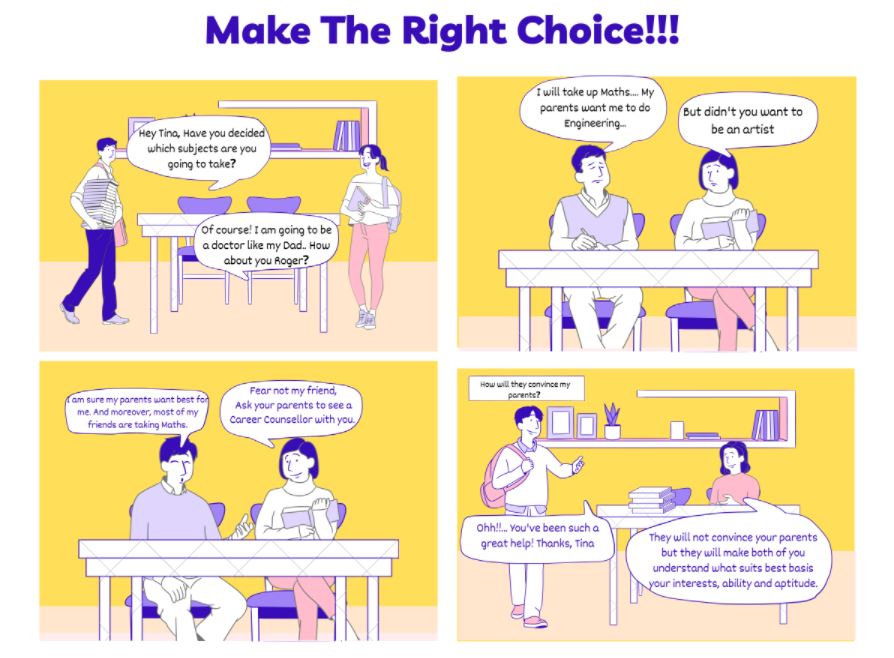 Make The Right Choice!!!
Hey Tina, Have you decided
which subjects are you
going to take?
Of course! I am going to be
a doctor like my Dad.. How
about you Roger?
I will take up Maths.... My
parents want me to do
Engineering...
But didn't you want to
be an artist
I am sure my parents want best for
me. And moreover, most of my
friends are taking Maths.
Fear not my friend,
Ask your parents to see a
Career Counsellor with you.
How will they convince my
parents?
They will not convince your parents
but they will make both of you
understand what suits best basis
your interests, ability and aptitude.
Ohh!!... You've been such a
great help! Thanks, Tina